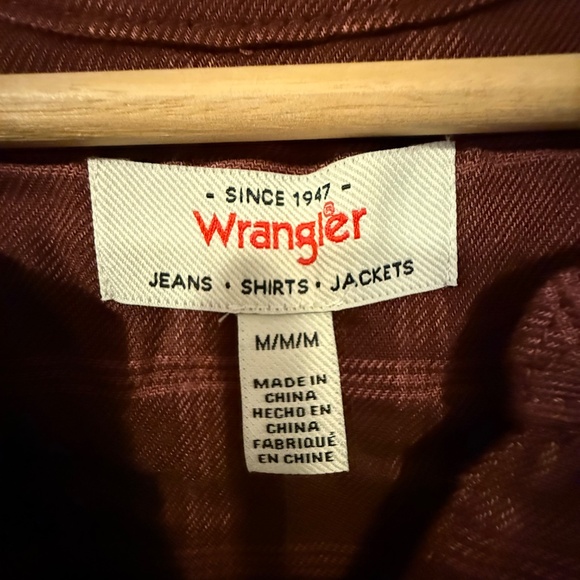 - SINCE 1947 -
Wrangler®
JEANS • SHIRTS • JACKETS
M/M/M
MADE IN
CHINA
HECHO EN
CHINA
FABRIQUÉ
EN CHINE